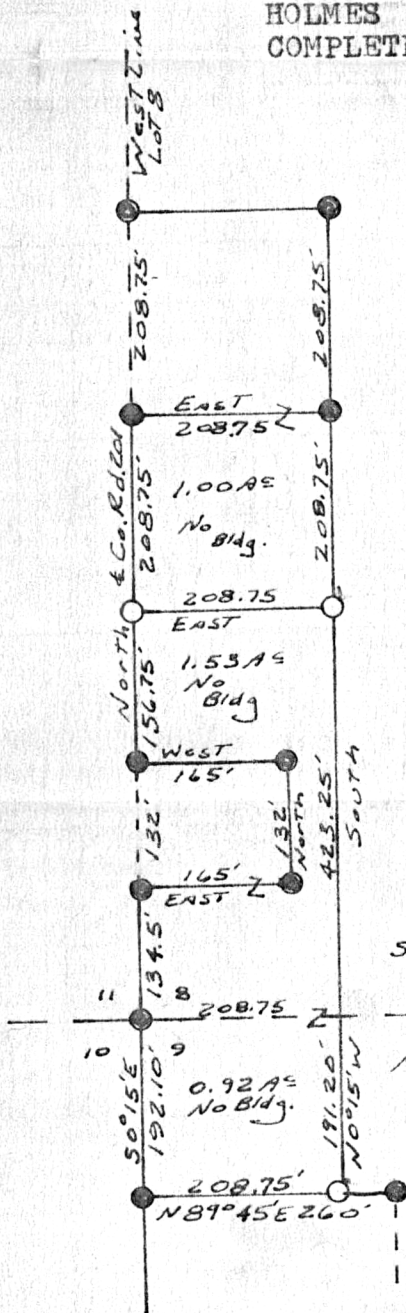 HOLMES
COMPLETE
West Line
Lot 8
208.75'
208.75'
EAST
208.75
1.00 Ac
No
Bldg.
North
₵ Co. Rd. 201
208.75'
208.75'
208.75
EAST
1.53 Ac
No
Bldg
156.75'
West
165'
132'
132'
North
423.25'
South
165'
EAST
134.5'
11
8
208.75
10
9
S0°15'E
192.10'
0.92 Ac
No Bldg.
191.20'
N0°15'W
208.75'
N89°45'E 260'